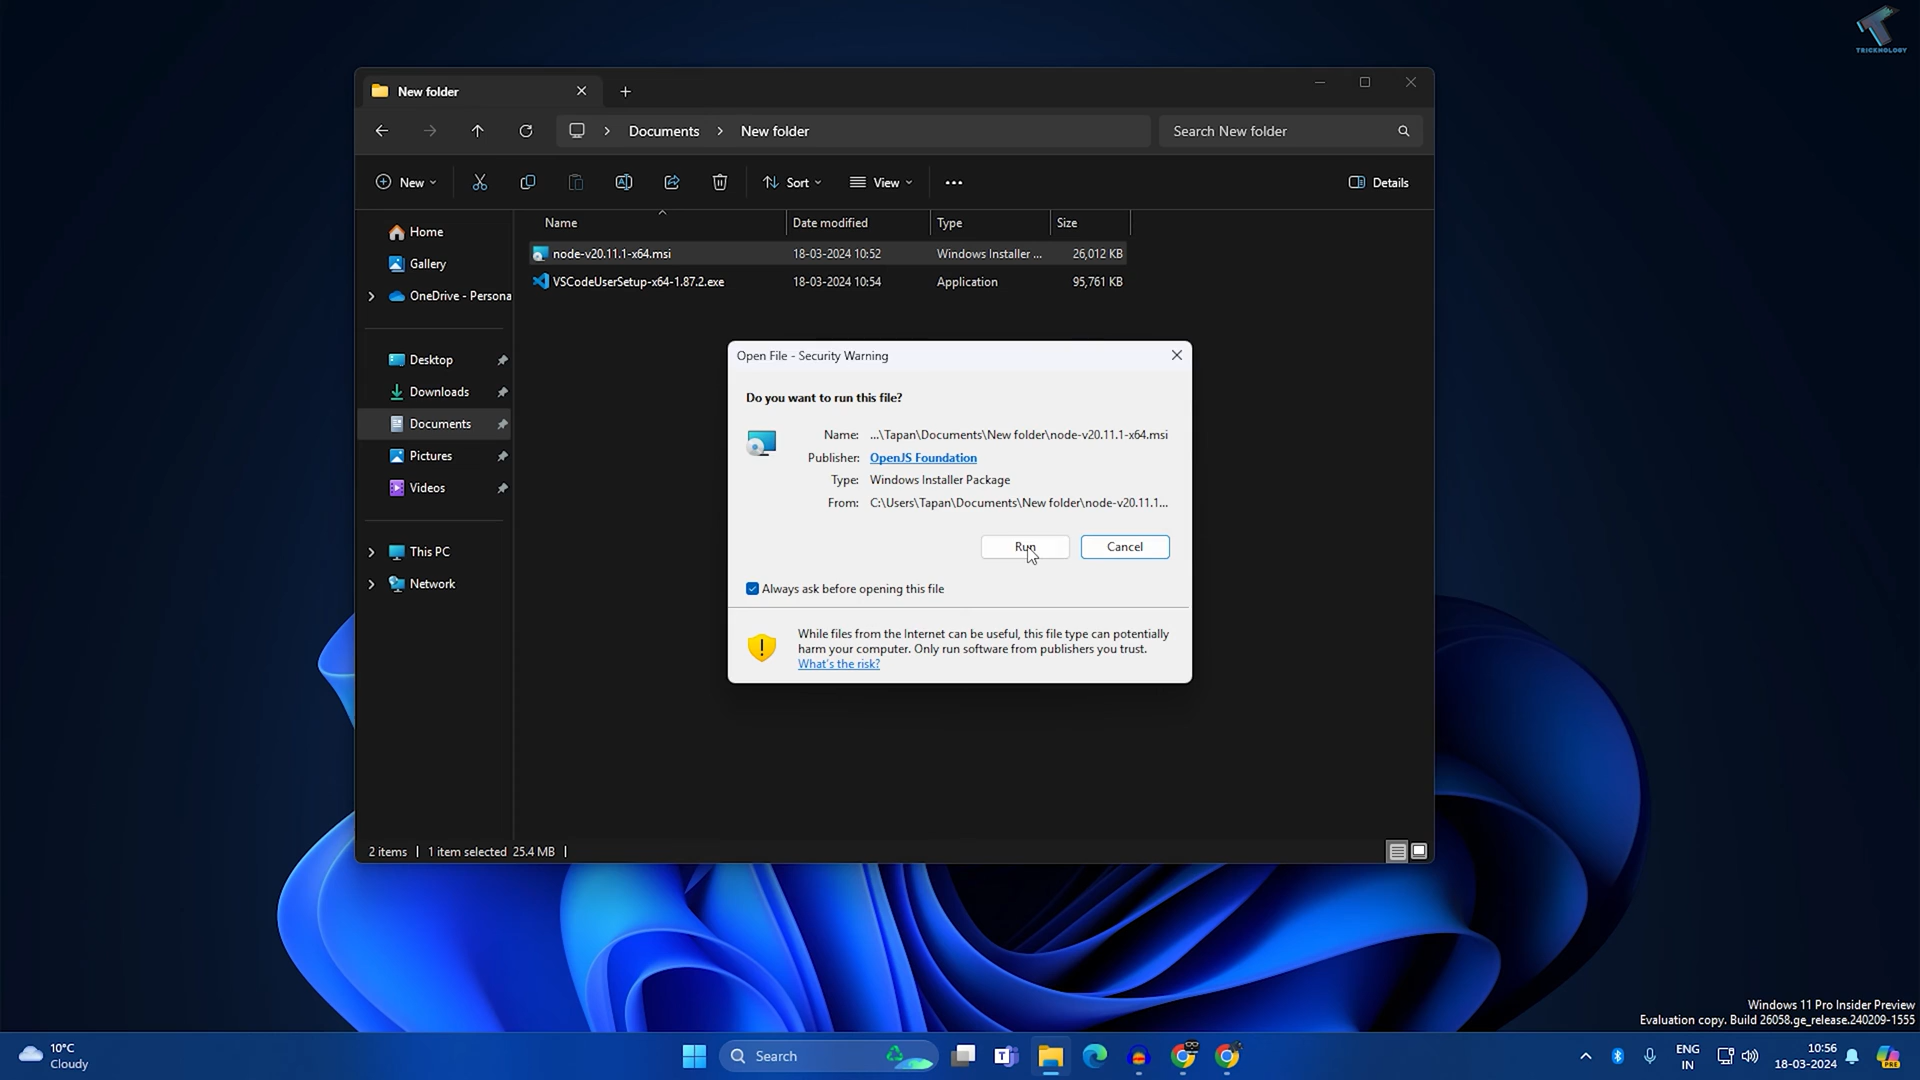 TRICKNOLOGY
New folder
Documents > New folder
Search New folder
New
Sort
View
Details
Name Date modified Type Size
Home
Gallery
OneDrive - Persona
Desktop
Downloads
Documents
Pictures
Videos
This PC
Network
node-v20.11.1-x64.msi 18-03-2024 10:52 Windows Installer ... 26,012 KB
VSCodeUserSetup-x64-1.87.2.exe 18-03-2024 10:54 Application 95,761 KB
Open File - Security Warning
Do you want to run this file?
Name: ...\Tapan\Documents\New folder\node-v20.11.1-x64.msi
Publisher: OpenJS Foundation
Type: Windows Installer Package
From: C:\Users\Tapan\Documents\New folder\node-v20.11.1...
Run Cancel
Always ask before opening this file
While files from the Internet can be useful, this file type can potentially
harm your computer. Only run software from publishers you trust.
What's the risk?
2 items | 1 item selected 25.4 MB |
Windows 11 Pro Insider Preview
Evaluation copy. Build 26058.ge_release.240209-1555
10°C
Cloudy
Search
ENG
IN
10:56
18-03-2024
PRE